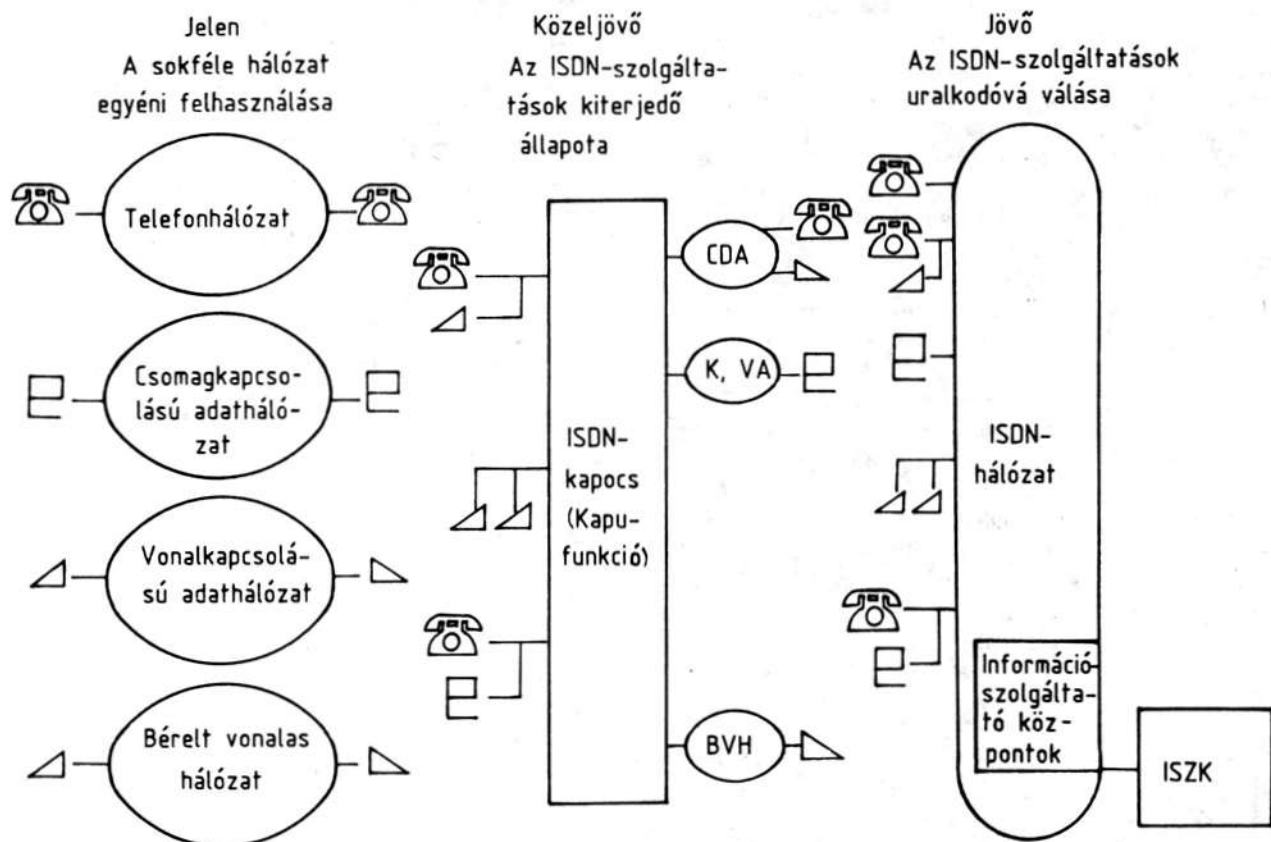 Jelen
A sokféle hálózat
egyéni felhasználása
Telefonhálózat
Csomagkapcso-
lású adatháló-
zat
Vonalkapcsolá-
sú adathálózat
Bérelt vonalas
hálózat
Közeljövő
Az ISDN-szolgálta-
tások kiterjedő
állapota
ISDN-
kapocs
(Kapu-
funkció)
CDA
K, VA
BVH
Jövő
Az ISDN-szolgáltatások
uralkodóvá válása
ISDN-
hálózat
Információ-
szolgálta-
tó köz-
pontok
ISZK